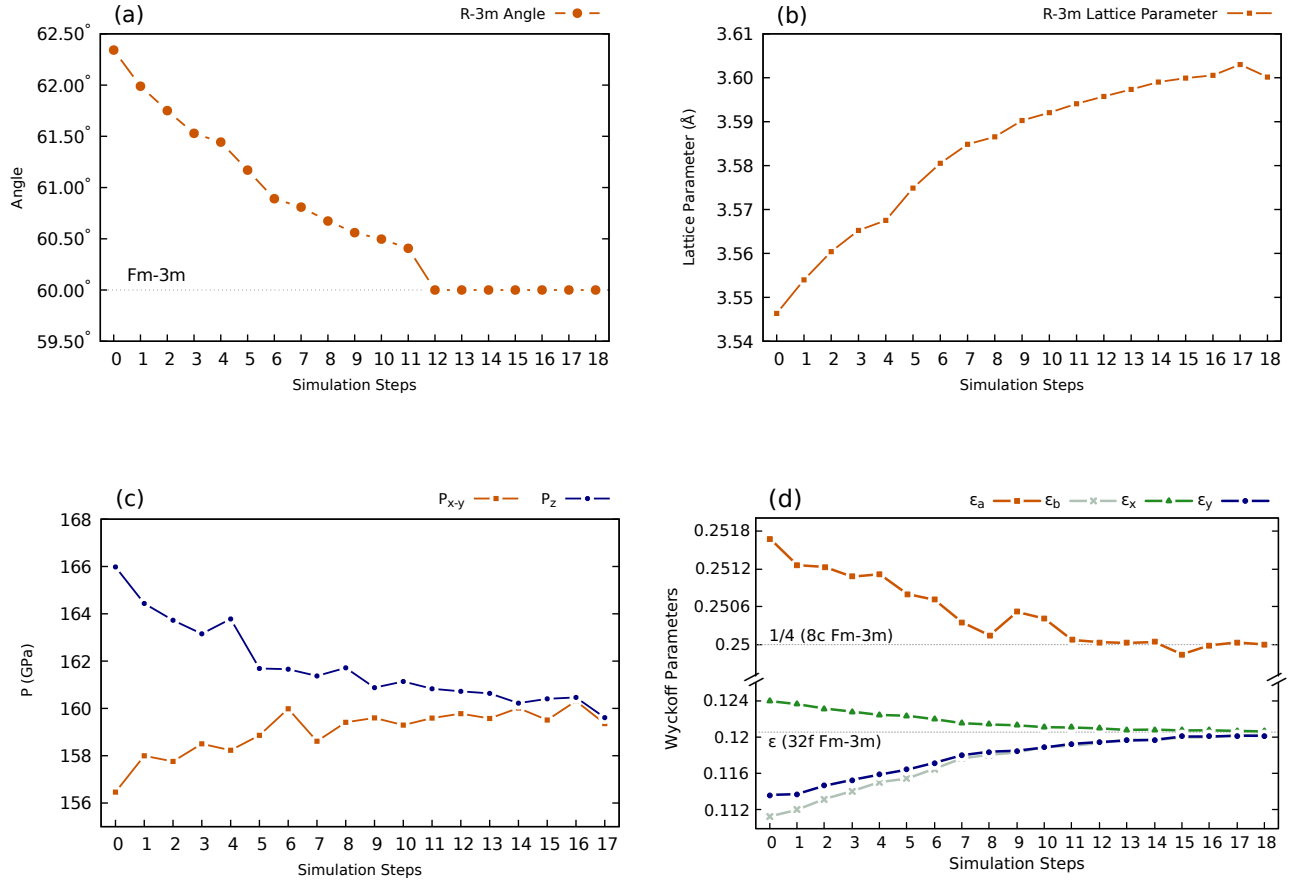 (a)
R-3m Angle
62.50°
62.00°
61.50°
61.00°
60.50°
60.00°
59.50°
Angle
Fm-3m
0 1 2 3 4 5 6 7 8 9 10 11 12 13 14 15 16 17 18
Simulation Steps
(b)
R-3m Lattice Parameter
3.61
3.60
3.59
3.58
3.57
3.56
3.55
3.54
Lattice Parameter (Å)
0 1 2 3 4 5 6 7 8 9 10 11 12 13 14 15 16 17 18
Simulation Steps
(c)
Px-y Pz
168
166
164
162
160
158
156
P (GPa)
0 1 2 3 4 5 6 7 8 9 10 11 12 13 14 15 16 17
Simulation Steps
(d)
εa εb εx εy
0.2518
0.2512
0.2506
0.25
0.124
0.120
0.116
0.112
Wyckoff Parameters
1/4 (8c Fm-3m)
ε (32f Fm-3m)
0 1 2 3 4 5 6 7 8 9 10 11 12 13 14 15 16 17 18
Simulation Steps